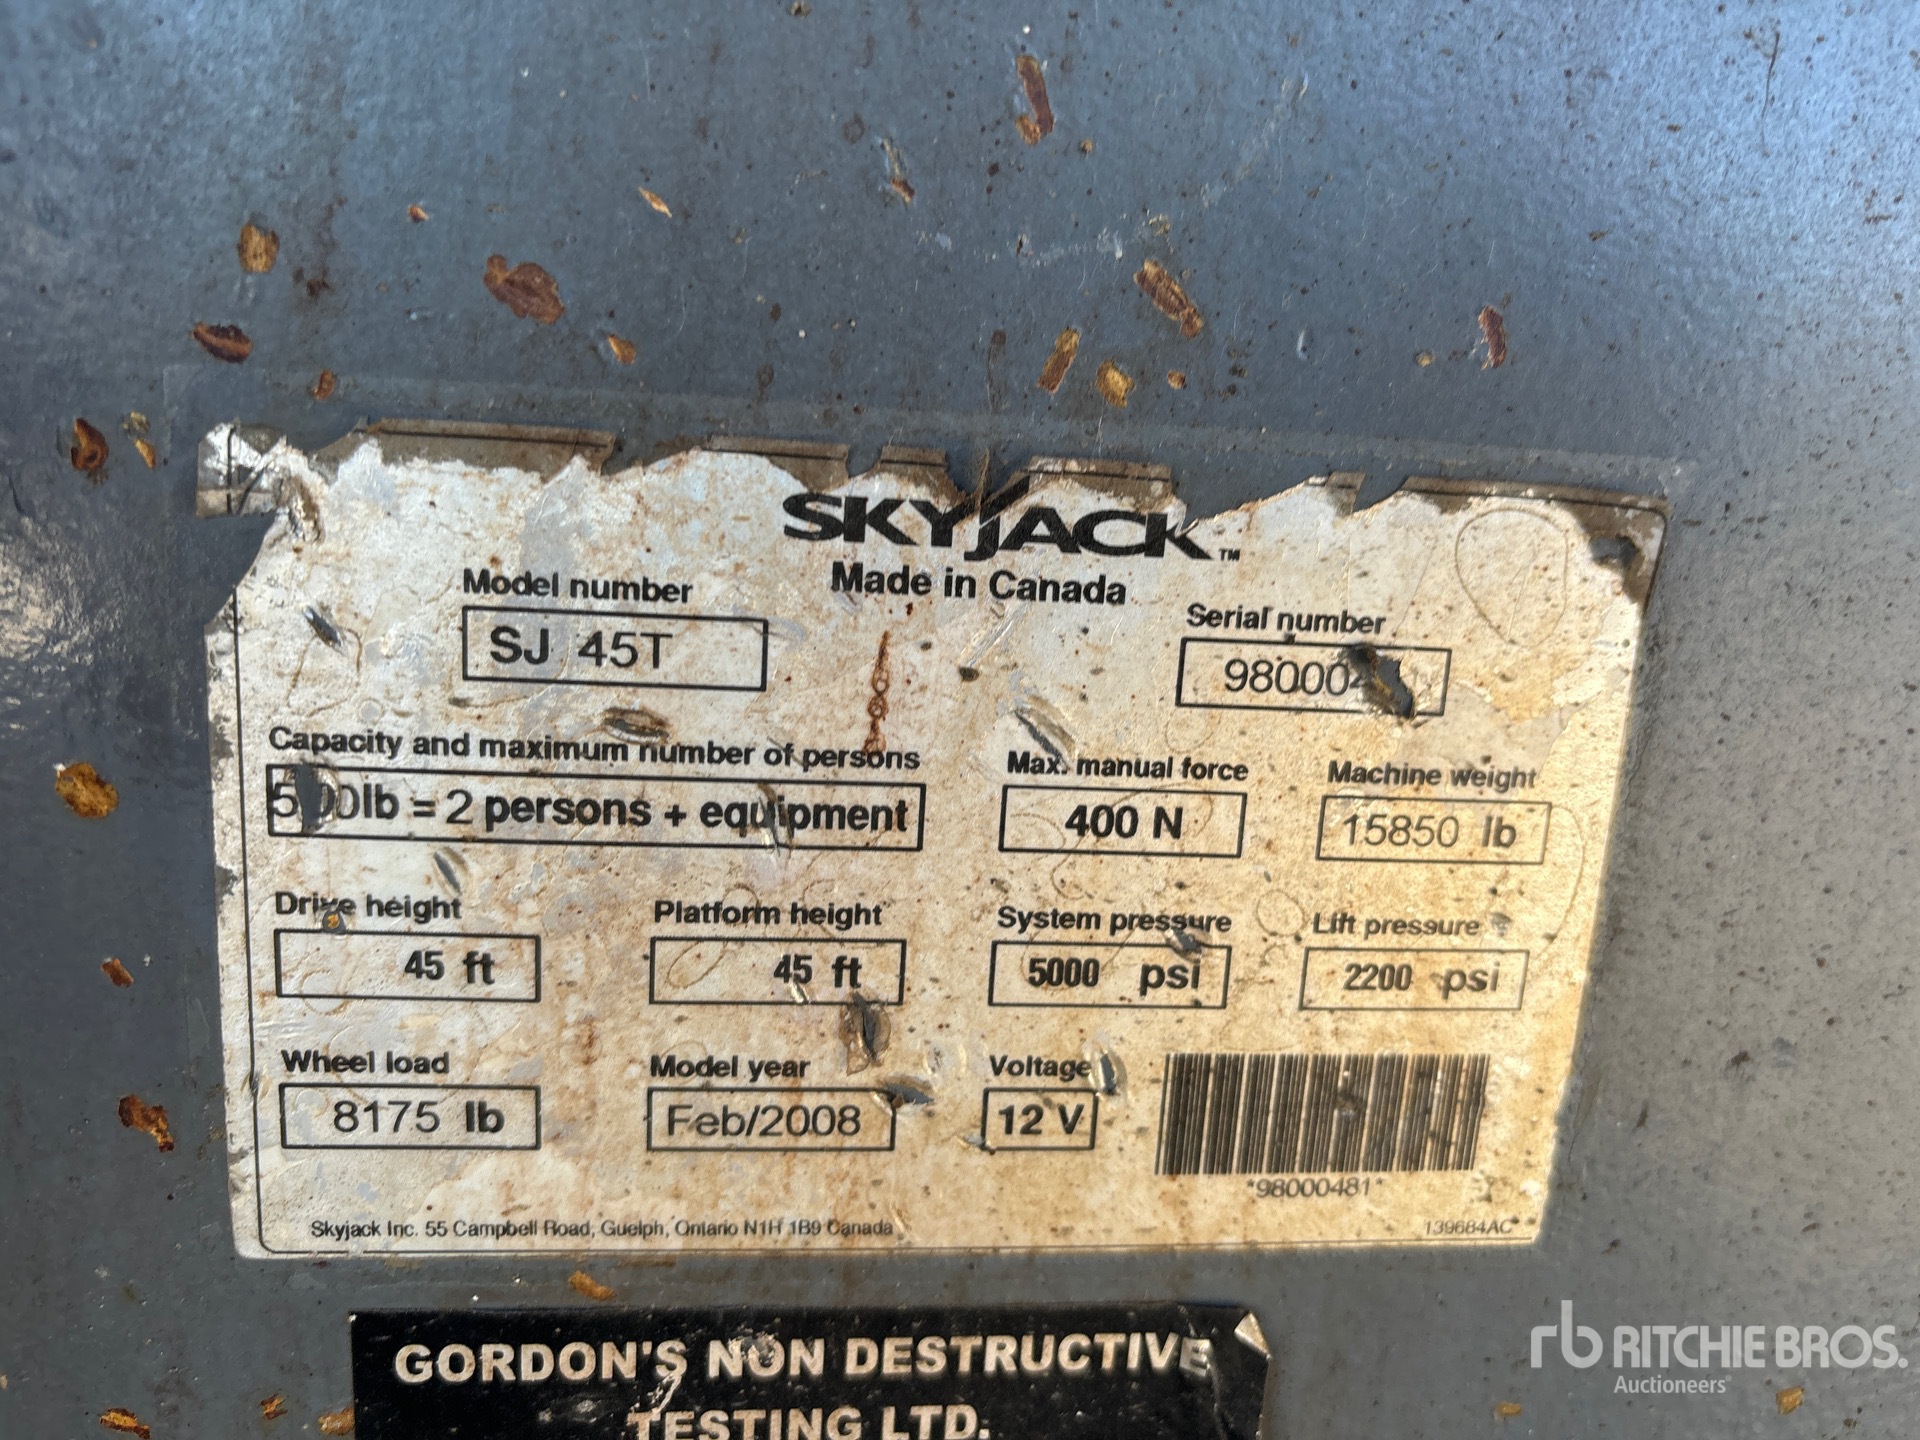 SKYJACK™
Made in Canada
Model number
SJ 45T
Serial number
980004
Capacity and maximum number of persons
500lb = 2 persons + equipment
Max. manual force
400 N
Machine weight
15850 lb
Drive height
45 ft
Platform height
45 ft
System pressure
5000 psi
Lift pressure
2200 psi
Wheel load
8175 lb
Model year
Feb/2008
Voltage
12 V
*98000481*
Skyjack Inc. 55 Campbell Road, Guelph, Ontario N1H 1B9 Canada
139684AC
GORDON'S NON DESTRUCTIVE
TESTING LTD.
rb RITCHIE BROS.
Auctioneers